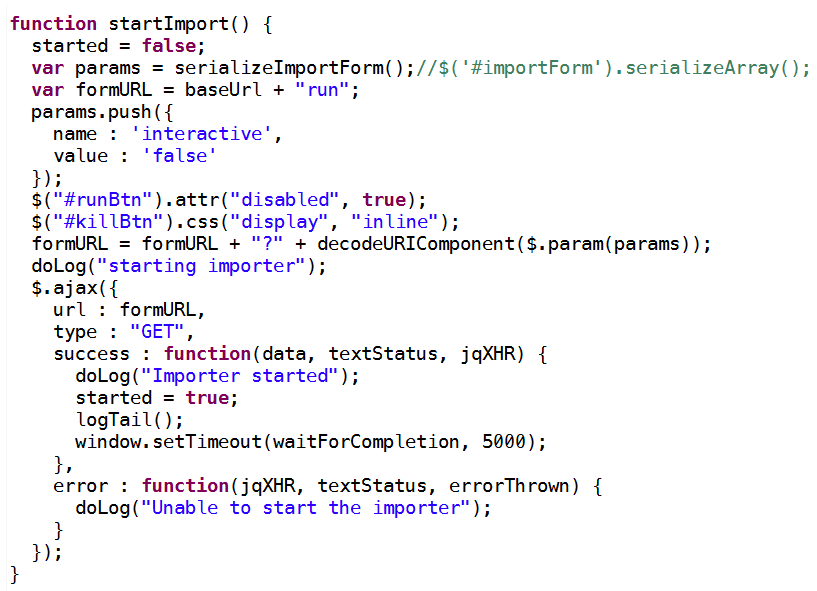 function startImport() {
  started = false;
  var params = serializeImportForm();//$('#importForm').serializeArray();
  var formURL = baseUrl + "run";
  params.push({
    name : 'interactive',
    value : 'false'
  });
  $("#runBtn").attr("disabled", true);
  $("#killBtn").css("display", "inline");
  formURL = formURL + "?" + decodeURIComponent($.param(params));
  doLog("starting importer");
  $.ajax({
    url : formURL,
    type : "GET",
    success : function(data, textStatus, jqXHR) {
      doLog("Importer started");
      started = true;
      logTail();
      window.setTimeout(waitForCompletion, 5000);
    },
    error : function(jqXHR, textStatus, errorThrown) {
      doLog("Unable to start the importer");
    }
  });
}